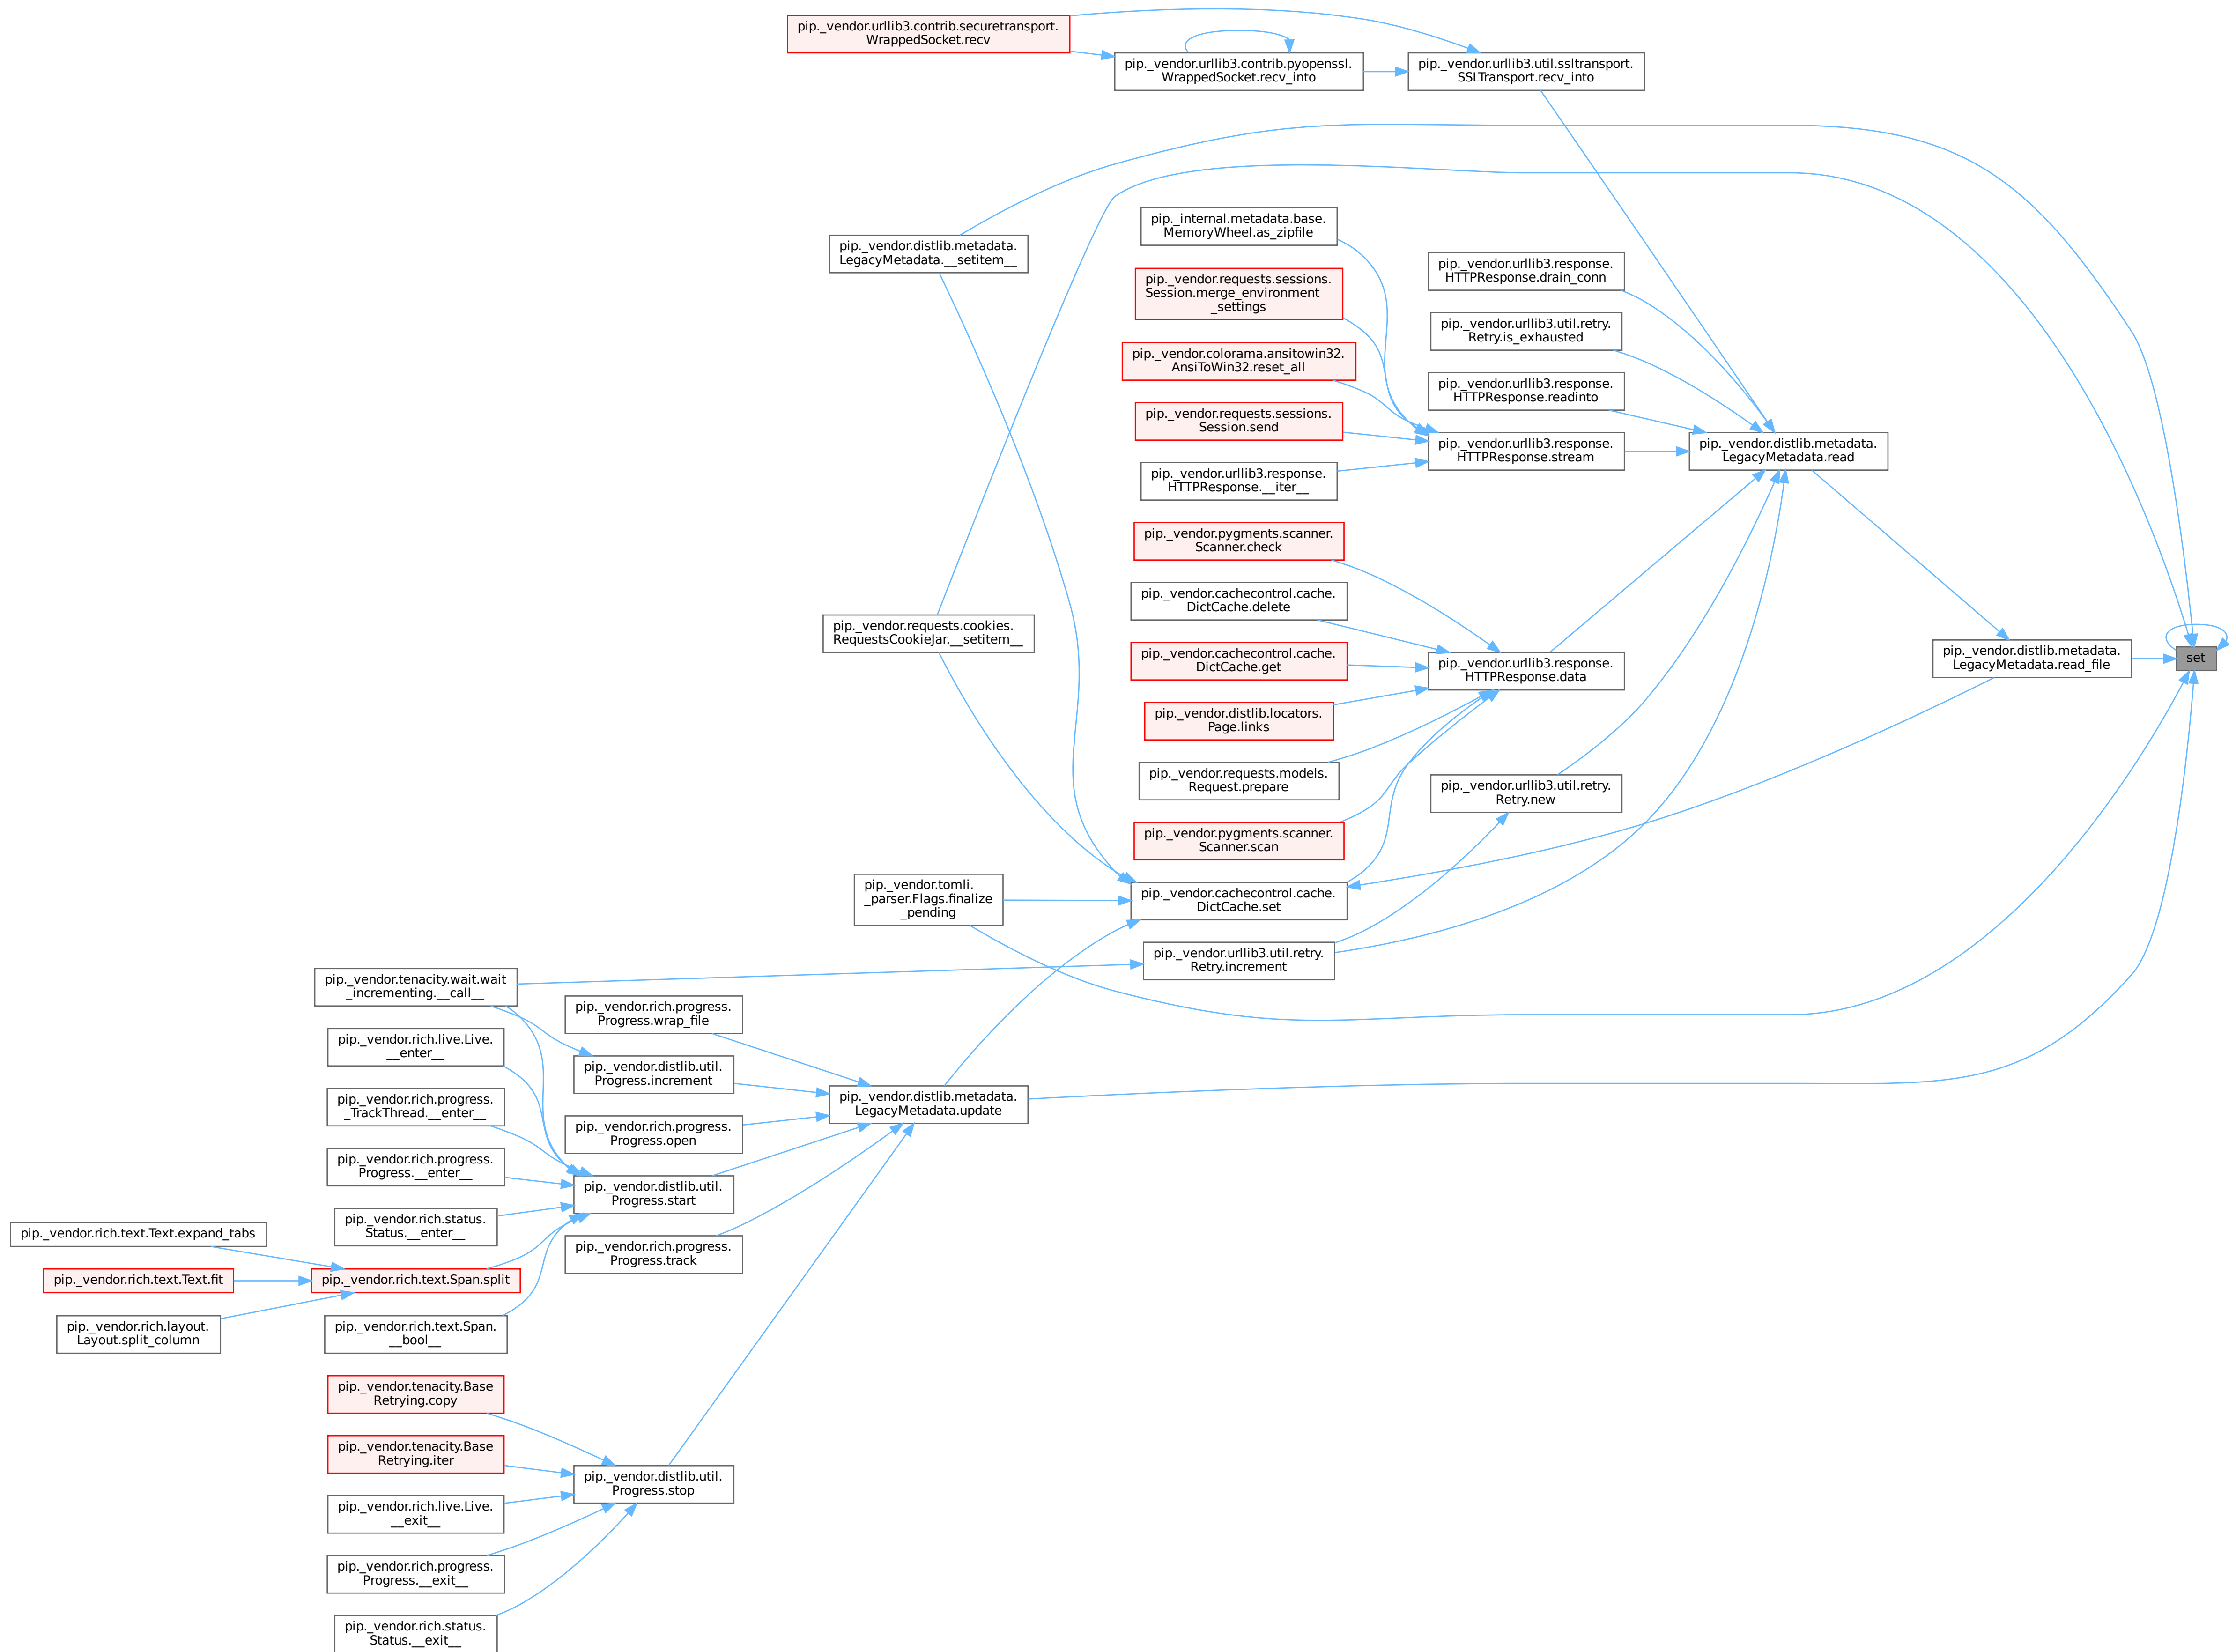 pip._vendor.urllib3.contrib.securetransport.
WrappedSocket.recv
pip._vendor.urllib3.contrib.pyopenssl.
WrappedSocket.recv_into
pip._vendor.urllib3.util.ssltransport.
SSLTransport.recv_into
pip._internal.metadata.base.
MemoryWheel.as_zipfile
pip._vendor.distlib.metadata.
LegacyMetadata.__setitem__
pip._vendor.urllib3.response.
HTTPResponse.drain_conn
pip._vendor.requests.sessions.
Session.merge_environment
_settings
pip._vendor.urllib3.util.retry.
Retry.is_exhausted
pip._vendor.colorama.ansitowin32.
AnsiToWin32.reset_all
pip._vendor.urllib3.response.
HTTPResponse.readinto
pip._vendor.requests.sessions.
Session.send
pip._vendor.urllib3.response.
HTTPResponse.stream
pip._vendor.distlib.metadata.
LegacyMetadata.read
pip._vendor.urllib3.response.
HTTPResponse.__iter__
pip._vendor.pygments.scanner.
Scanner.check
pip._vendor.cachecontrol.cache.
DictCache.delete
pip._vendor.requests.cookies.
RequestsCookieJar.__setitem__
pip._vendor.cachecontrol.cache.
DictCache.get
pip._vendor.urllib3.response.
HTTPResponse.data
pip._vendor.distlib.metadata.
LegacyMetadata.read_file
set
pip._vendor.distlib.locators.
Page.links
pip._vendor.requests.models.
Request.prepare
pip._vendor.urllib3.util.retry.
Retry.new
pip._vendor.pygments.scanner.
Scanner.scan
pip._vendor.tomli.
_parser.Flags.finalize
_pending
pip._vendor.cachecontrol.cache.
DictCache.set
pip._vendor.urllib3.util.retry.
Retry.increment
pip._vendor.tenacity.wait.wait
_incrementing.__call__
pip._vendor.rich.progress.
Progress.wrap_file
pip._vendor.rich.live.Live.
__enter__
pip._vendor.distlib.util.
Progress.increment
pip._vendor.distlib.metadata.
LegacyMetadata.update
pip._vendor.rich.progress.
_TrackThread.__enter__
pip._vendor.rich.progress.
Progress.open
pip._vendor.rich.progress.
Progress.__enter__
pip._vendor.distlib.util.
Progress.start
pip._vendor.rich.status.
Status.__enter__
pip._vendor.rich.text.Text.expand_tabs
pip._vendor.rich.progress.
Progress.track
pip._vendor.rich.text.Text.fit
pip._vendor.rich.text.Span.split
pip._vendor.rich.layout.
Layout.split_column
pip._vendor.rich.text.Span.
__bool__
pip._vendor.tenacity.Base
Retrying.copy
pip._vendor.tenacity.Base
Retrying.iter
pip._vendor.distlib.util.
Progress.stop
pip._vendor.rich.live.Live.
__exit__
pip._vendor.rich.progress.
Progress.__exit__
pip._vendor.rich.status.
Status.__exit__